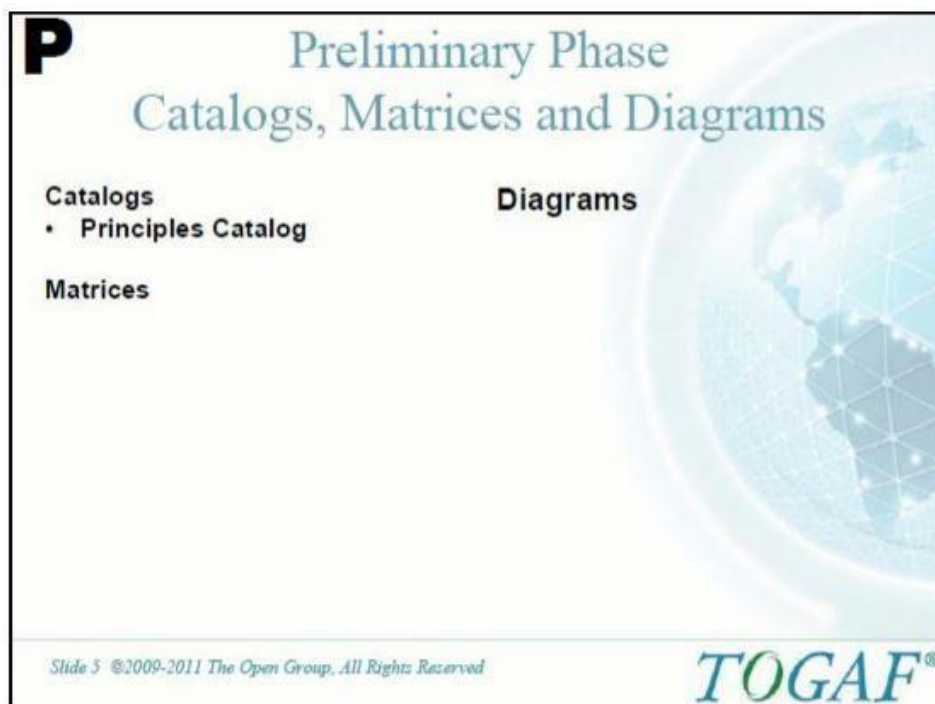 P
Preliminary Phase
Catalogs, Matrices and Diagrams
Catalogs
• Principles Catalog
Matrices
Diagrams
Slide 5 ©2009-2011 The Open Group, All Rights Reserved
TOGAF®